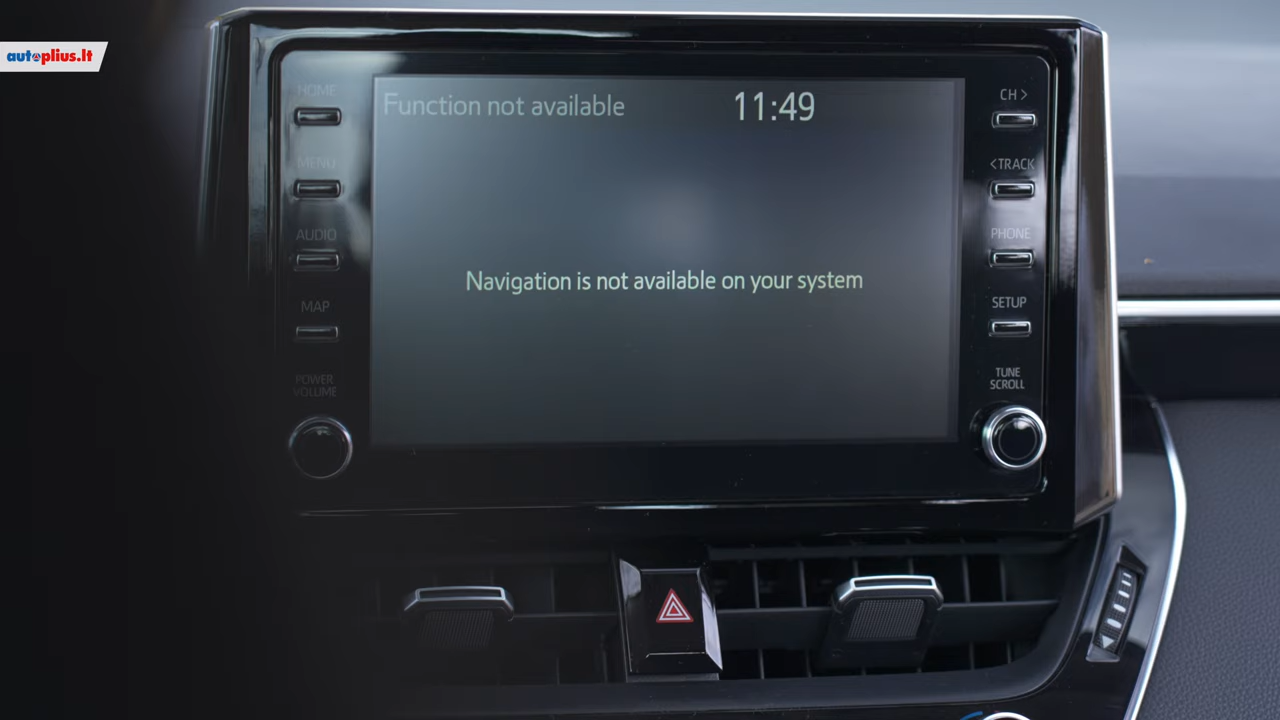 autoplius.lt
HOME
MENU
AUDIO
MAP
POWER
VOLUME
Function not available
11:49
Navigation is not available on your system
CH >
<TRACK
PHONE
SETUP
TUNE
SCROLL